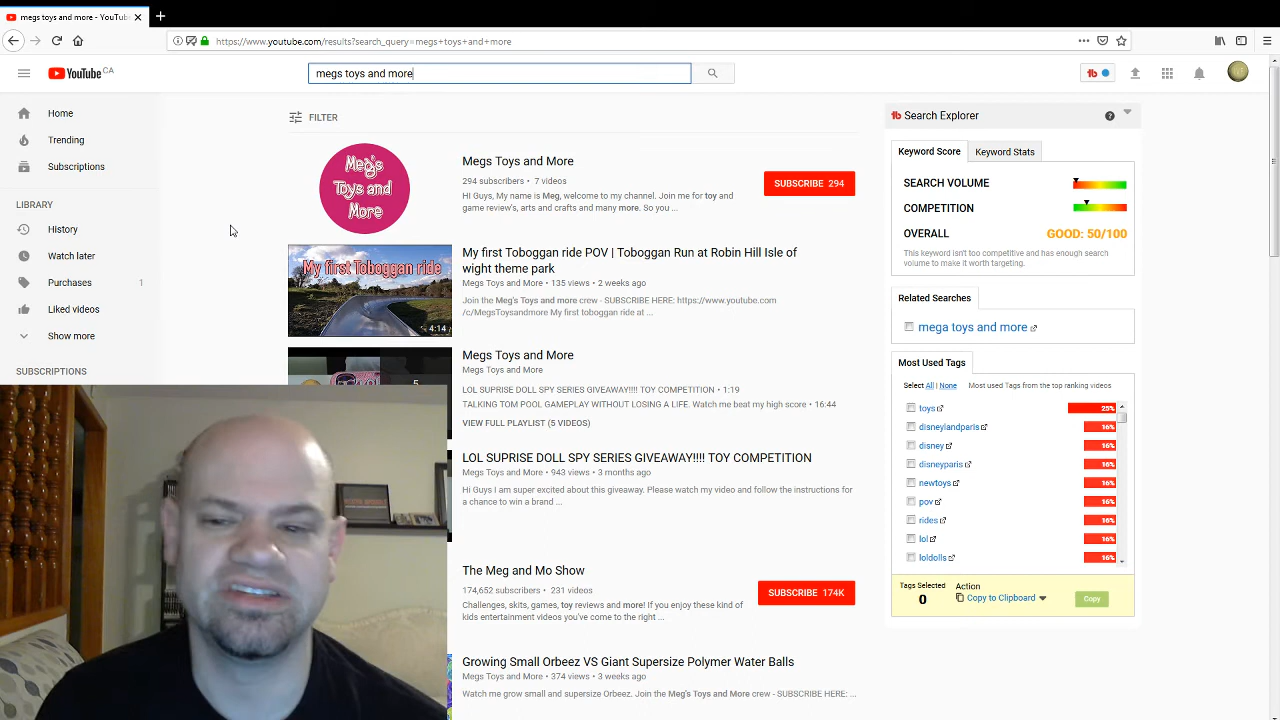 megs toys and more - YouTube
https://www.youtube.com/results?search_query=megs+toys+and+more
YouTube CA
megs toys and more
Home
Trending
Subscriptions
LIBRARY
History
Watch later
Purchases 1
Liked videos
Show more
SUBSCRIPTIONS
FILTER
Meg's
Toys and
More
Megs Toys and More
294 subscribers • 7 videos
HI Guys, My name is Meg, welcome to my channel. Join me for toy and
game review's, arts and crafts and many more. So you ...
SUBSCRIBE 294
My first Toboggan ride
4:14
My first Toboggan ride POV | Toboggan Run at Robin Hill Isle of
wight theme park
Megs Toys and More • 135 views • 2 weeks ago
Join the Meg's Toys and more crew - SUBSCRIBE HERE: https://www.youtube.com
/c/MegsToysandmore My first toboggan ride at ...
5
Megs Toys and More
Megs Toys and More
LOL SUPRISE DOLL SPY SERIES GIVEAWAY!!!! TOY COMPETITION • 1:19
TALKING TOM POOL GAMEPLAY WITHOUT LOSING A LIFE. Watch me beat my high score • 16:44
VIEW FULL PLAYLIST (5 VIDEOS)
LOL SUPRISE DOLL SPY SERIES GIVEAWAY!!!! TOY COMPETITION
Megs Toys and More • 943 views • 3 months ago
Hi Guys I am super excited about this giveaway. Please watch my video and follow the instructions for
a chance to win a brand ...
The Meg and Mo Show
174,652 subscribers • 231 videos
Challenges, skits, games, toy reviews and more! If you enjoy these kind of
kids entertainment videos you've come to the right ...
SUBSCRIBE 174K
Growing Small Orbeez VS Giant Supersize Polymer Water Balls
Megs Toys and More • 374 views • 3 weeks ago
Watch me grow small and supersize Orbeez. Join the Meg's Toys and More crew - SUBSCRIBE HERE: ...
tb Search Explorer
Keyword Score Keyword Stats
SEARCH VOLUME
COMPETITION
OVERALL GOOD: 50/100
This keyword isn't too competitive and has enough search
volume to make it worth targeting.
Related Searches
mega toys and more
Most Used Tags
Select All | None Most used Tags from the top ranking videos
toys 25%
disneylandparis 16%
disney 16%
disneyparis 16%
newtoys 16%
pov 16%
rides 16%
lol 16%
loldolls 16%
Tags Selected
0
Action
Copy to Clipboard
Copy